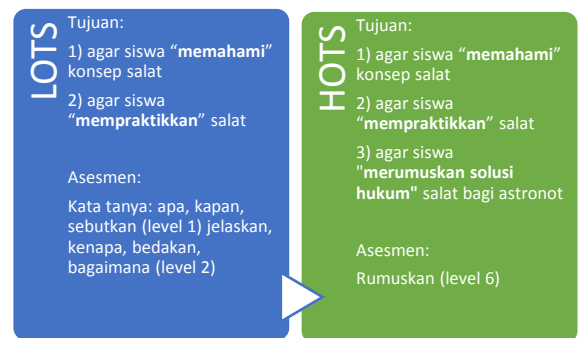 LOTS
Tujuan:
1) agar siswa “memahami”
konsep salat
2) agar siswa
“mempraktikkan” salat
Asesmen:
Kata tanya: apa, kapan,
sebutkan (level 1) jelaskan,
kenapa, bedakan,
bagaimana (level 2)
HOTS
Tujuan:
1) agar siswa “memahami”
konsep salat
2) agar siswa
“mempraktikkan” salat
3) agar siswa
"merumuskan solusi
hukum" salat bagi astronot
Asesmen:
Rumuskan (level 6)